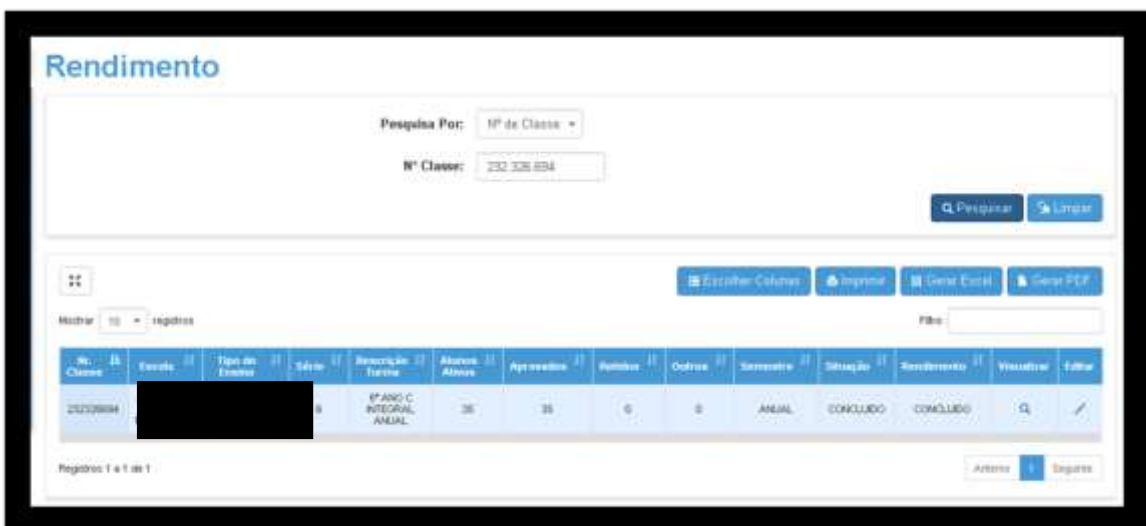 Rendimento
Pesquisa Por: Nº de Classe
Nº Classe: 232.326.694
Pesquisar Limpar
Escolher Colunas Imprimir Gerar Excel Gerar PDF
Mostrar 10 registros Filtro
Nr. Classe Escola Tipo de Ensino Série Descrição Turma Alunos Ativos Aprovados Retidos Outros Semestre Situação Rendimento Visualizar Editar
232326694 6 6º ANO C INTEGRAL ANUAL 35 35 0 0 ANUAL CONCLUIDO CONCLUIDO
Registros 1 a 1 de 1 Anterior 1 Seguinte